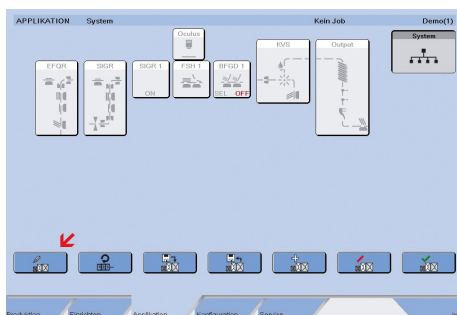 APPLIKATION System Kein Job Demo(1)
System
Oculus
KVS Output
EFQR SIGR SIGR 1 FSH 1 BFGD 1
ON SEL OFF
Produktion Einrichten Applikation Konfiguration Service